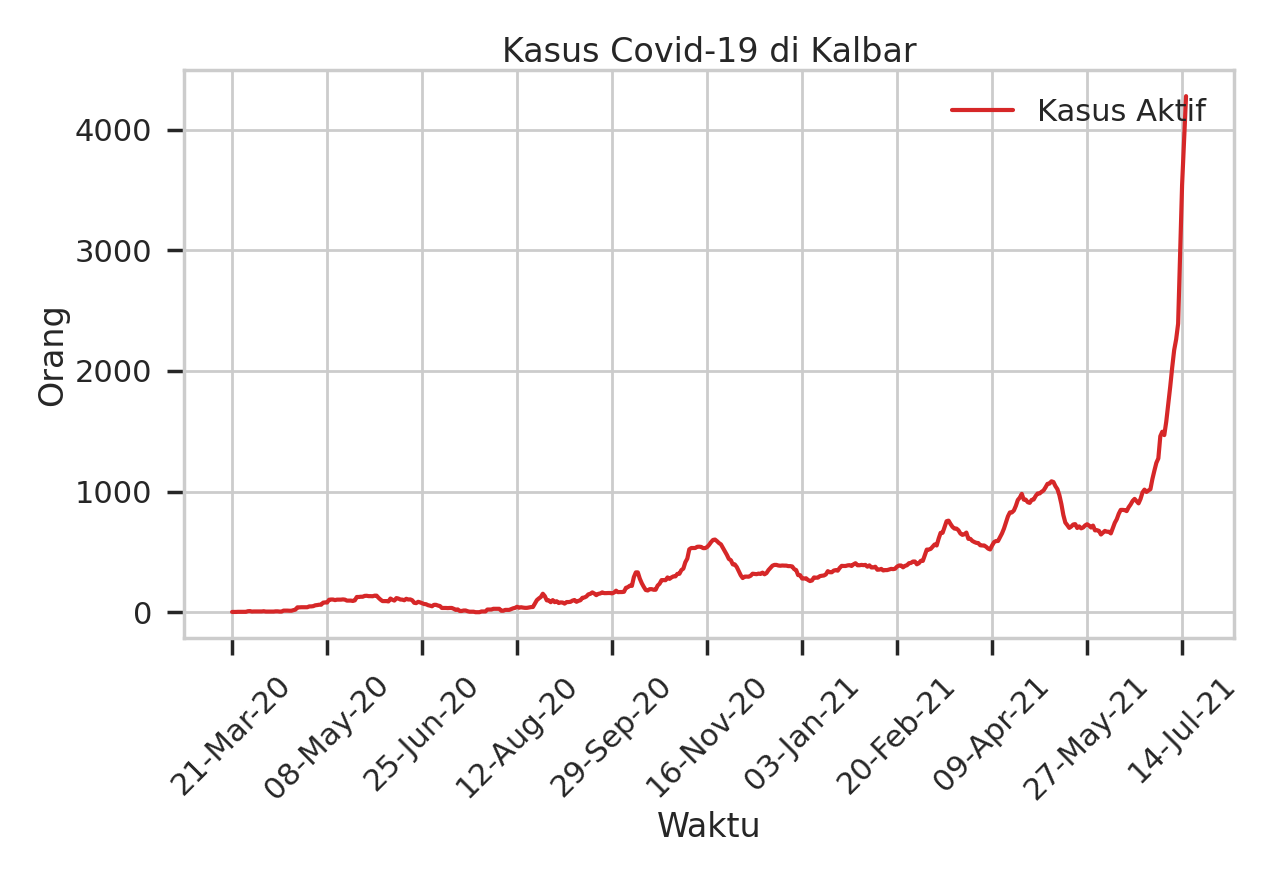 Kasus Covid-19 di Kalbar
Kasus Aktif
4000
3000
2000
1000
0
Orang
21-Mar-20
08-May-20
25-Jun-20
12-Aug-20
29-Sep-20
16-Nov-20
03-Jan-21
20-Feb-21
09-Apr-21
27-May-21
14-Jul-21
Waktu